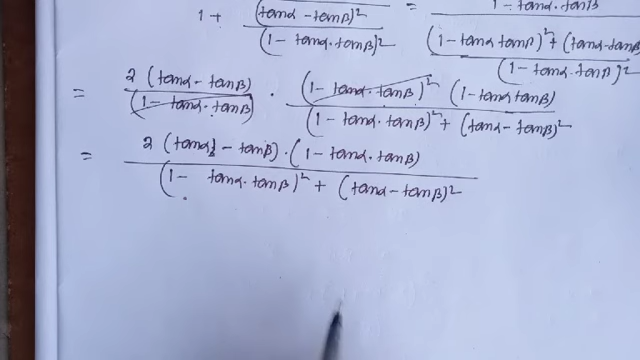 1 + (tanα - tanβ)² / (1 - tanα·tanβ)² = 1 - tanα·tanβ / (1 - tanα tanβ)² + (tanα - tanβ / (1 - tanα·tanβ)²
= 2 (tanα - tanβ) / (1 - tanα·tanβ) · (1 - tanα·tanβ)² (1 - tanα tanβ) / (1 - tanα·tanβ)² + (tanα - tanβ)²
= 2 (tanα - tanβ)·(1 - tanα·tanβ) / (1 - tanα·tanβ)² + (tanα - tanβ)²